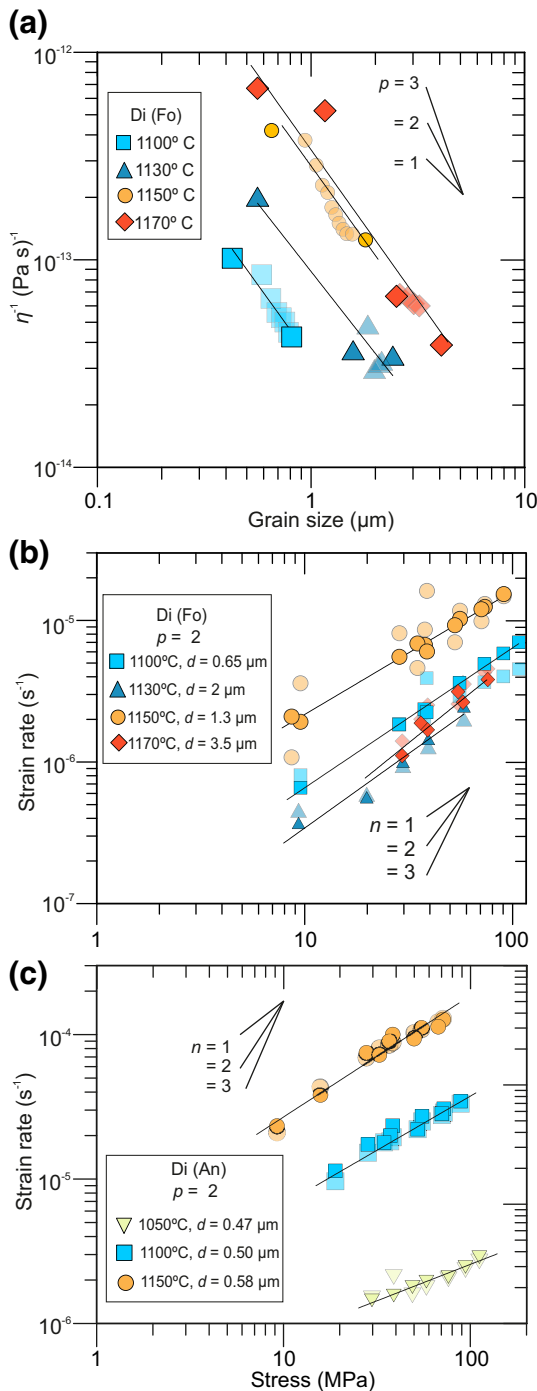 (a)
10⁻¹²
Di (Fo)
1100º C
1130º C
1150º C
1170º C
p = 3
= 2
= 1
10⁻¹³
η⁻¹ (Pa s)⁻¹
10⁻¹⁴
0.1
1
10
Grain size (µm)
(b)
10⁻⁵
Di (Fo)
p = 2
1100ºC, d = 0.65 µm
1130ºC, d = 2 µm
1150ºC, d = 1.3 µm
1170ºC, d = 3.5 µm
Strain rate (s⁻¹)
10⁻⁶
n = 1
= 2
= 3
10⁻⁷
1
10
100
(c)
10⁻⁴
n = 1
= 2
= 3
Strain rate (s⁻¹)
10⁻⁵
Di (An)
p = 2
1050ºC, d = 0.47 µm
1100ºC, d = 0.50 µm
1150ºC, d = 0.58 µm
10⁻⁶
1
10
100
Stress (MPa)